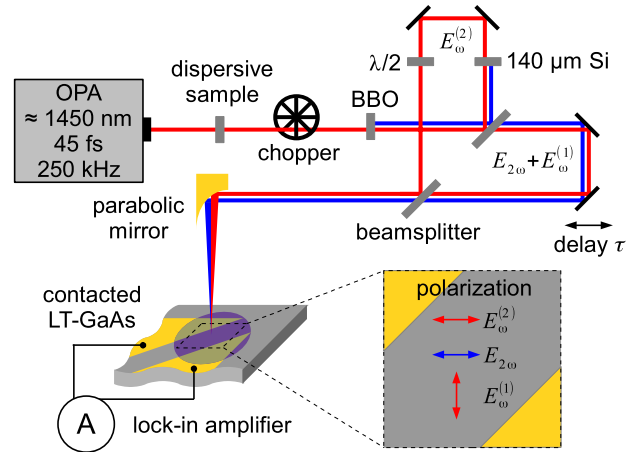 E_ω^(2)
λ/2
140 µm Si
dispersive
sample
BBO
OPA
≈ 1450 nm
45 fs
250 kHz
chopper
E_2ω+E_ω^(1)
parabolic
mirror
beamsplitter
delay τ
contacted
LT-GaAs
polarization
E_ω^(2)
E_2ω
E_ω^(1)
A
lock-in amplifier